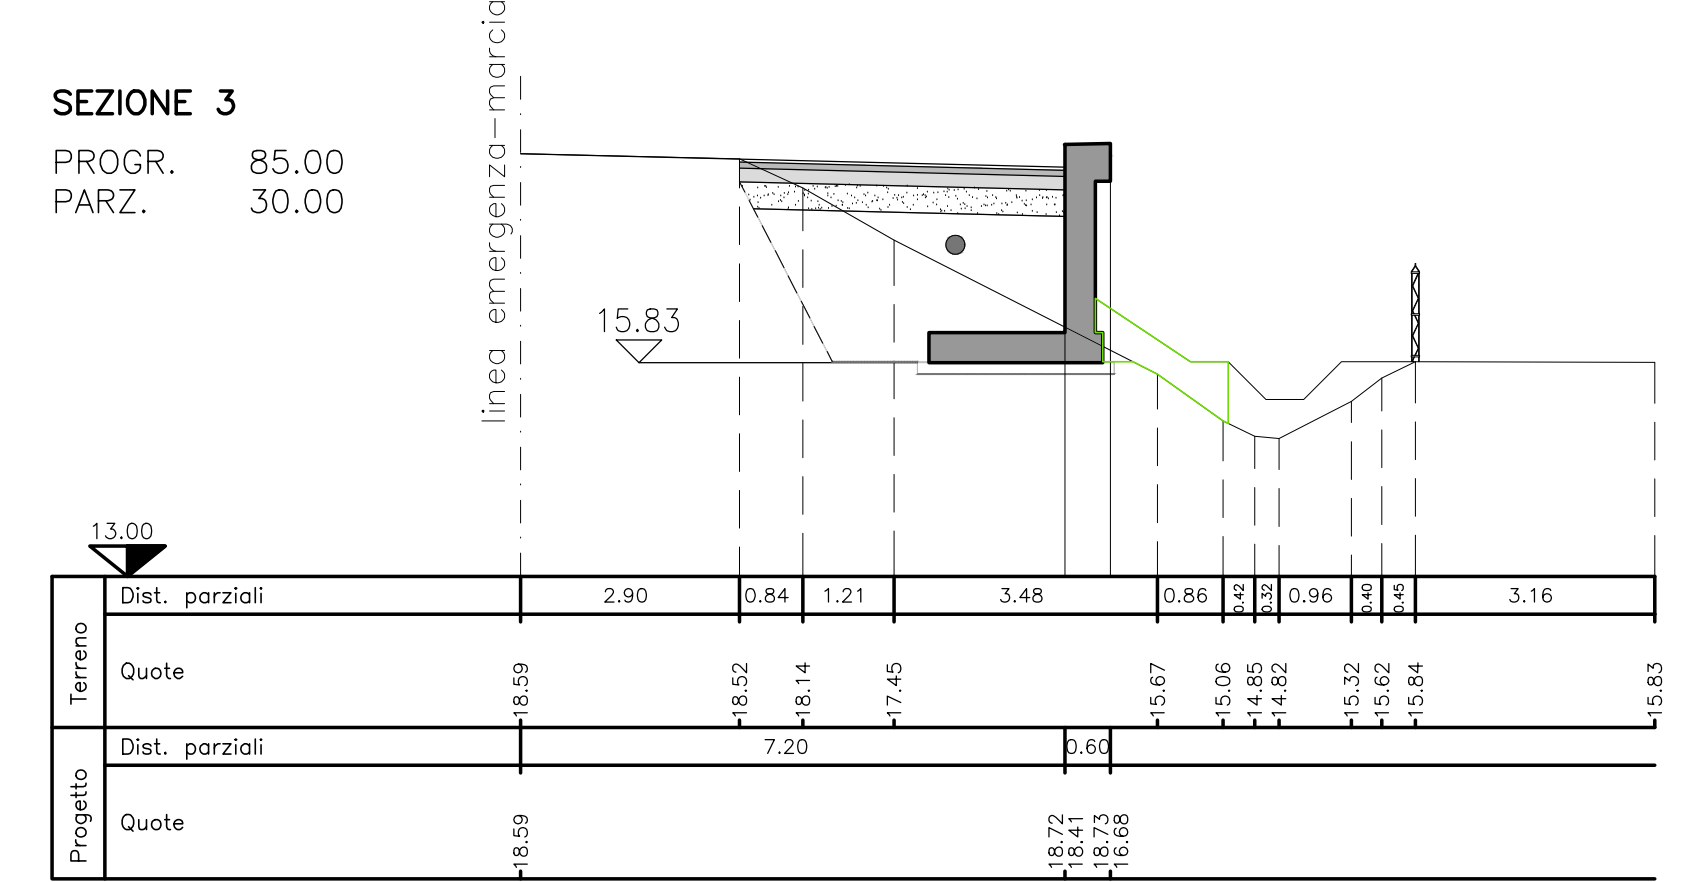 linea emergenza-marcia
SEZIONE 3
PROGR. 85.00
PARZ. 30.00
15.83
13.00
Terreno
Dist. parziali 2.90 0.84 1.21 3.48 0.86 0.42 0.32 0.96 0.40 0.45 3.16
Quote 18.59 18.52 18.14 17.45 15.67 15.06 14.85 14.82 15.32 15.62 15.84 15.83
Progetto
Dist. parziali 7.20 0.60
Quote 18.59 18.72 18.41 18.73 16.68